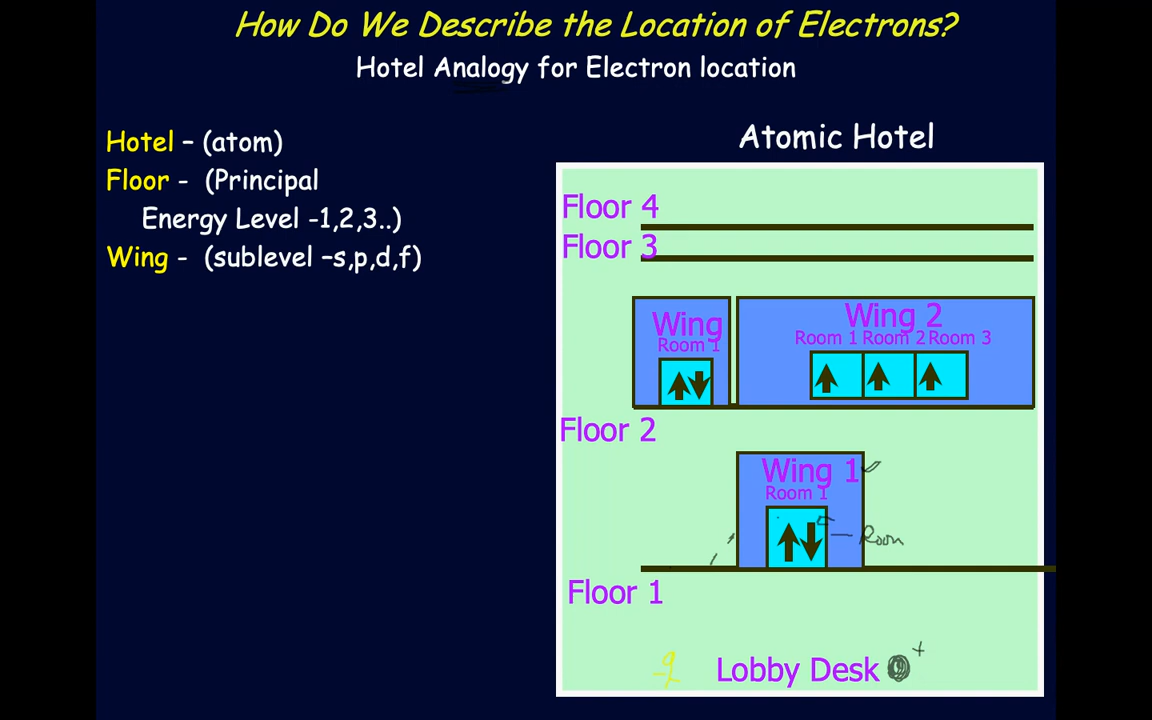 How Do We Describe the Location of Electrons?
Hotel Analogy for Electron location
Hotel – (atom)
Floor - (Principal
Energy Level -1,2,3..)
Wing - (sublevel –s,p,d,f)
Atomic Hotel
Floor 4
Floor 3
Wing
Room 1
Wing 2
Room 1 Room 2 Room 3
Floor 2
Wing 1
Room 1
Room
Floor 1
Lobby Desk +